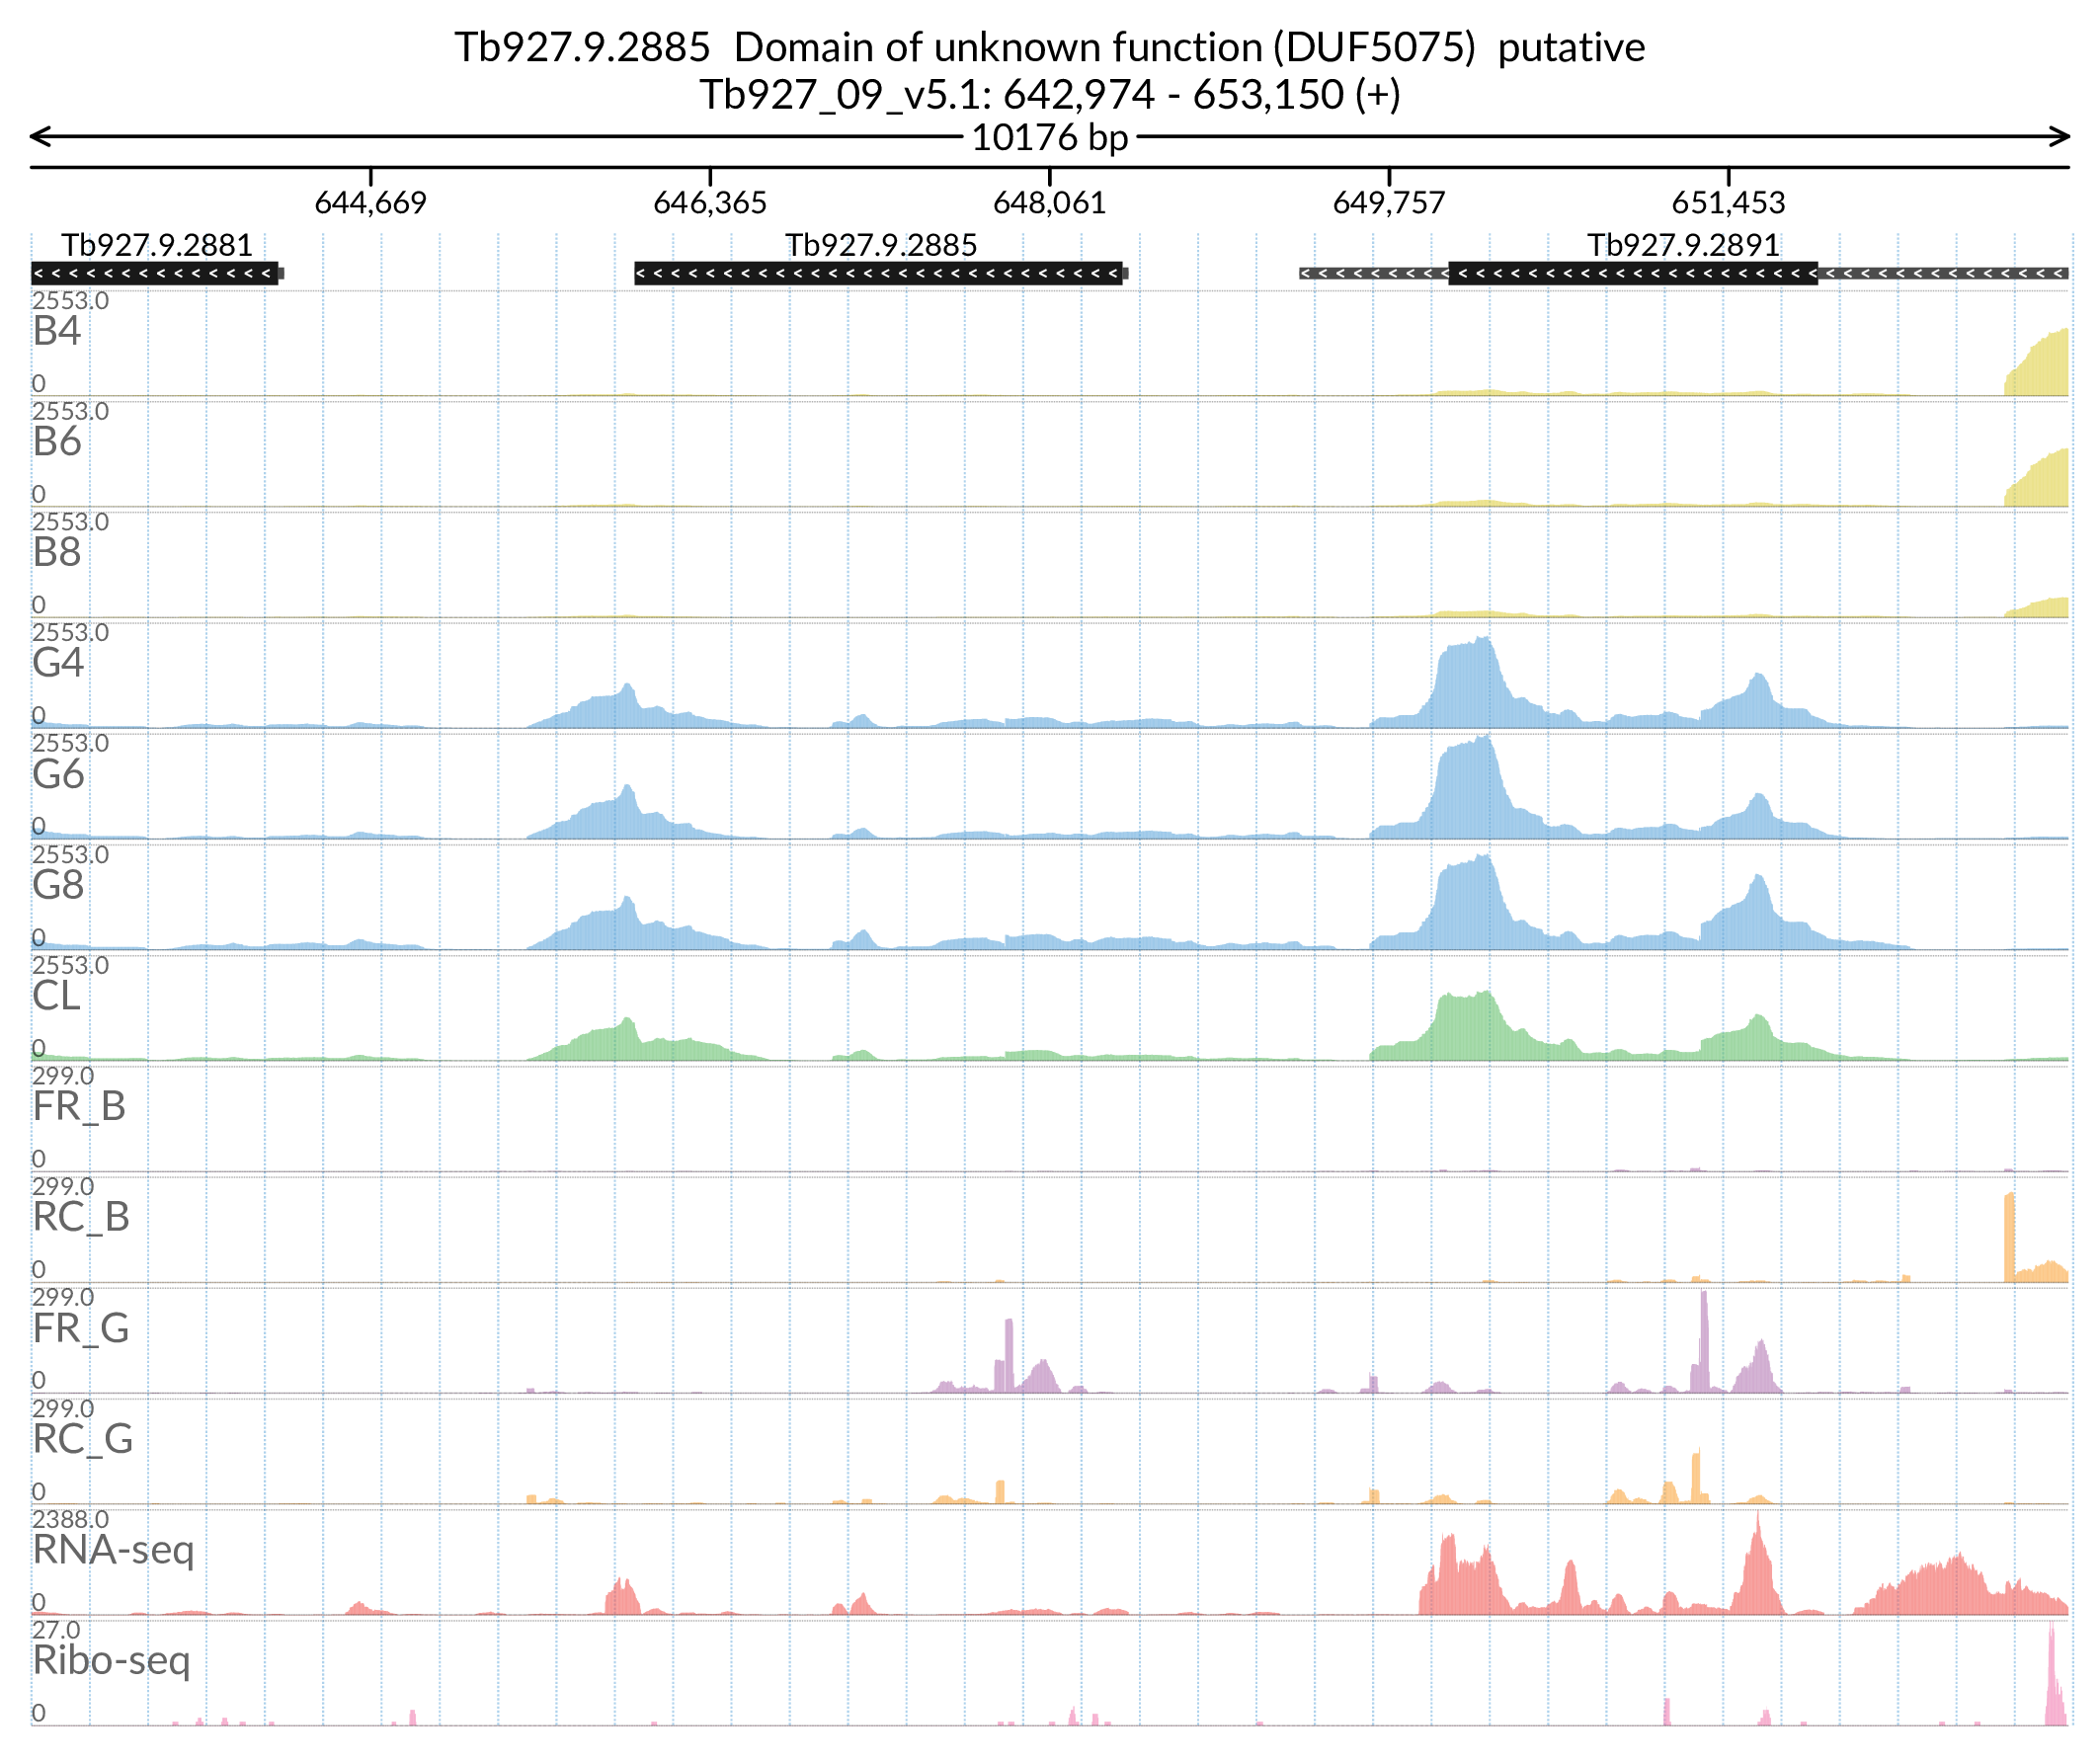 Tb927.9.2885 Domain of unknown function (DUF5075) putative
Tb927_09_v5.1: 642,974 - 653,150 (+)
10176 bp
644,669 646,365 648,061 649,757 651,453
Tb927.9.2881 Tb927.9.2885 Tb927.9.2891
2553.0
B4
0
2553.0
B6
0
2553.0
B8
0
2553.0
G4
0
2553.0
G6
0
2553.0
G8
0
2553.0
CL
0
299.0
FR_B
0
299.0
RC_B
0
299.0
FR_G
0
299.0
RC_G
0
2388.0
RNA-seq
0
27.0
Ribo-seq
0